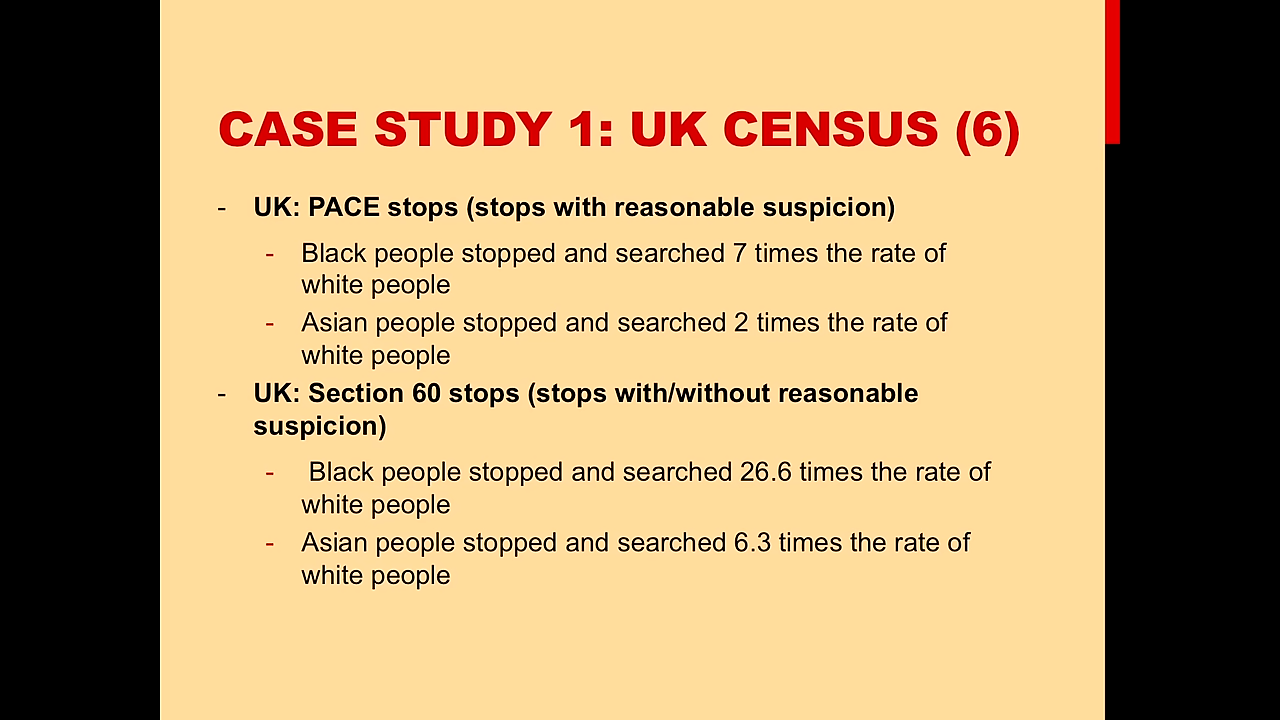 CASE STUDY 1: UK CENSUS (6)
- UK: PACE stops (stops with reasonable suspicion)
- Black people stopped and searched 7 times the rate of
white people
- Asian people stopped and searched 2 times the rate of
white people
- UK: Section 60 stops (stops with/without reasonable
suspicion)
- Black people stopped and searched 26.6 times the rate of
white people
- Asian people stopped and searched 6.3 times the rate of
white people